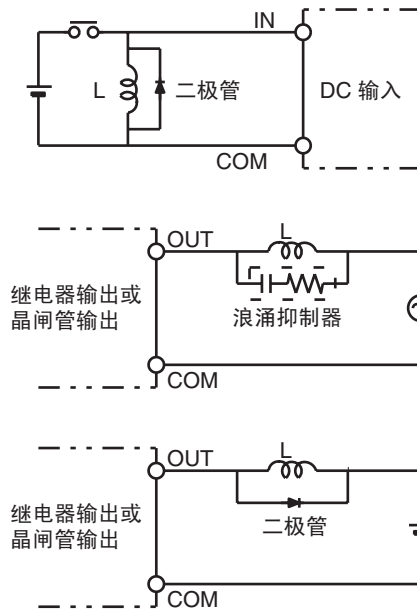 IN
L
二极管
DC 输入
COM
OUT
L
继电器输出或
晶闸管输出
浪涌抑制器
COM
OUT
L
继电器输出或
晶闸管输出
二极管
COM